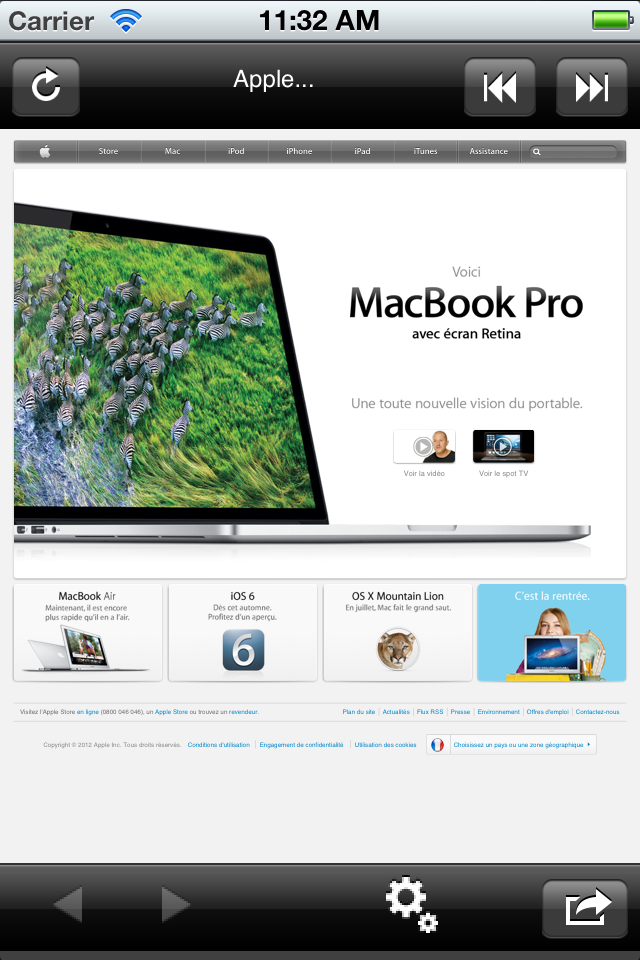 Carrier 11:32 AM
Apple...
Store Mac iPod iPhone iPad iTunes Assistance
Voici
MacBook Pro
avec écran Retina
Une toute nouvelle vision du portable.
Voir la vidéo Voir le spot TV
MacBook Air
Maintenant, il est encore
plus rapide qu'il en a l'air.
iOS 6
Dès cet automne.
Profitez d'un aperçu.
6
OS X Mountain Lion
En juillet, Mac fait le grand saut.
C'est la rentrée.
Visitez l'Apple Store en ligne (0800 046 046), un Apple Store ou trouvez un revendeur.
Plan du site Actualités Flux RSS Presse Environnement Offres d'emploi Contactez-nous
Copyright © 2012 Apple Inc. Tous droits réservés. Conditions d'utilisation Engagement de confidentialité Utilisation des cookies
Choisissez un pays ou une zone géographique